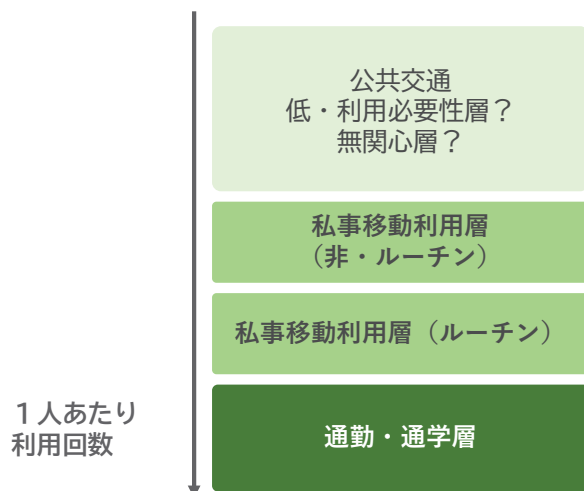 公共交通
低・利用必要性層？
無関心層？
私事移動利用層
（非・ルーチン）
私事移動利用層（ルーチン）
１人あたり
利用回数
通勤・通学層